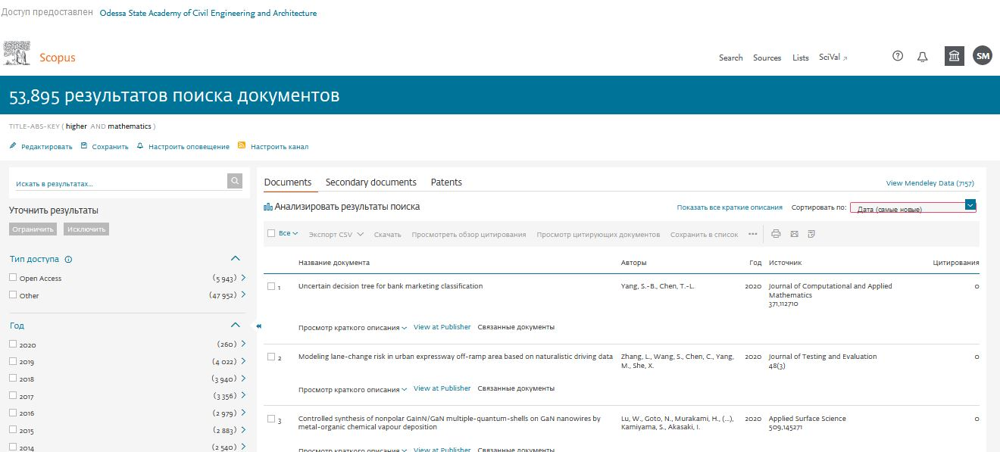 Доступ предоставлен Odessa State Academy of Civil Engineering and Architecture
Scopus
Search Sources Lists SciVal
SM
53,895 результатов поиска документов
TITLE-ABS-KEY ( higher AND mathematics )
Редактировать Сохранить Настроить оповещение Настроить канал
Искать в результатах...
Уточнить результаты
Ограничить Исключить
Тип доступа
Open Access (5 943)
Other (47 952)
Год
2020 (260)
2019 (4 022)
2018 (3 940)
2017 (3 356)
2016 (2 979)
2015 (2 883)
2014 (2 540)
Documents Secondary documents Patents
View Mendeley Data (7157)
Анализировать результаты поиска
Показать все краткие описания Сортировать по: Дата (самые новые)
Все Экспорт CSV Скачать Просмотреть обзор цитирования Просмотр цитирующих документов Сохранить в список •••
Название документа Авторы Год Источник Цитирования
1 Uncertain decision tree for bank marketing classification Yang, S.-B., Chen, T.-L. 2020 Journal of Computational and Applied 0
Mathematics
371,112710
Просмотр краткого описания View at Publisher Связанные документы
2 Modeling lane-change risk in urban expressway off-ramp area based on naturalistic driving data Zhang, L., Wang, S., Chen, C., Yang, 2020 Journal of Testing and Evaluation 0
M., She, X. 48(3)
Просмотр краткого описания View at Publisher Связанные документы
3 Controlled synthesis of nonpolar GaInN/GaN multiple-quantum-shells on GaN nanowires by Lu, W., Goto, N., Murakami, H., (...), 2020 Applied Surface Science 0
metal-organic chemical vapour deposition Kamiyama, S., Akasaki, I. 509,145271
Просмотр краткого описания View at Publisher Связанные документы